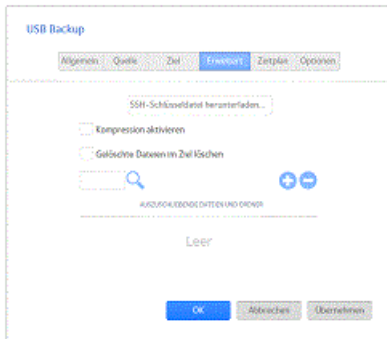 USB Backup
Allgemein Quelle Ziel Erweitert Zeitplan Optionen
SSH-Schlüsseldatei herunterladen...
Kompression aktivieren
Gelöschte Dateien im Ziel löschen
AUSZUSCHLIEßENDE DATEIEN UND ORDNER
Leer
OK Abbrechen Übernehmen